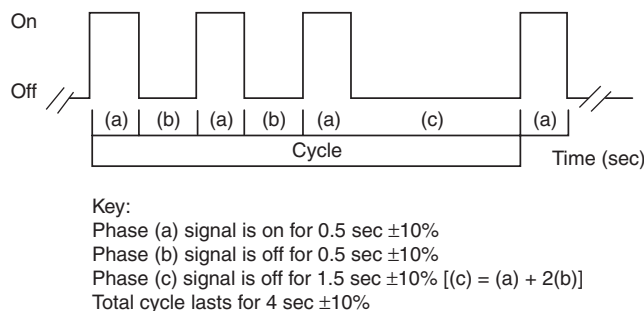 On
Off
(a) (b) (a) (b) (a) (c) (a)
Cycle
Time (sec)
Key:
Phase (a) signal is on for 0.5 sec ±10%
Phase (b) signal is off for 0.5 sec ±10%
Phase (c) signal is off for 1.5 sec ±10% [(c) = (a) + 2(b)]
Total cycle lasts for 4 sec ±10%